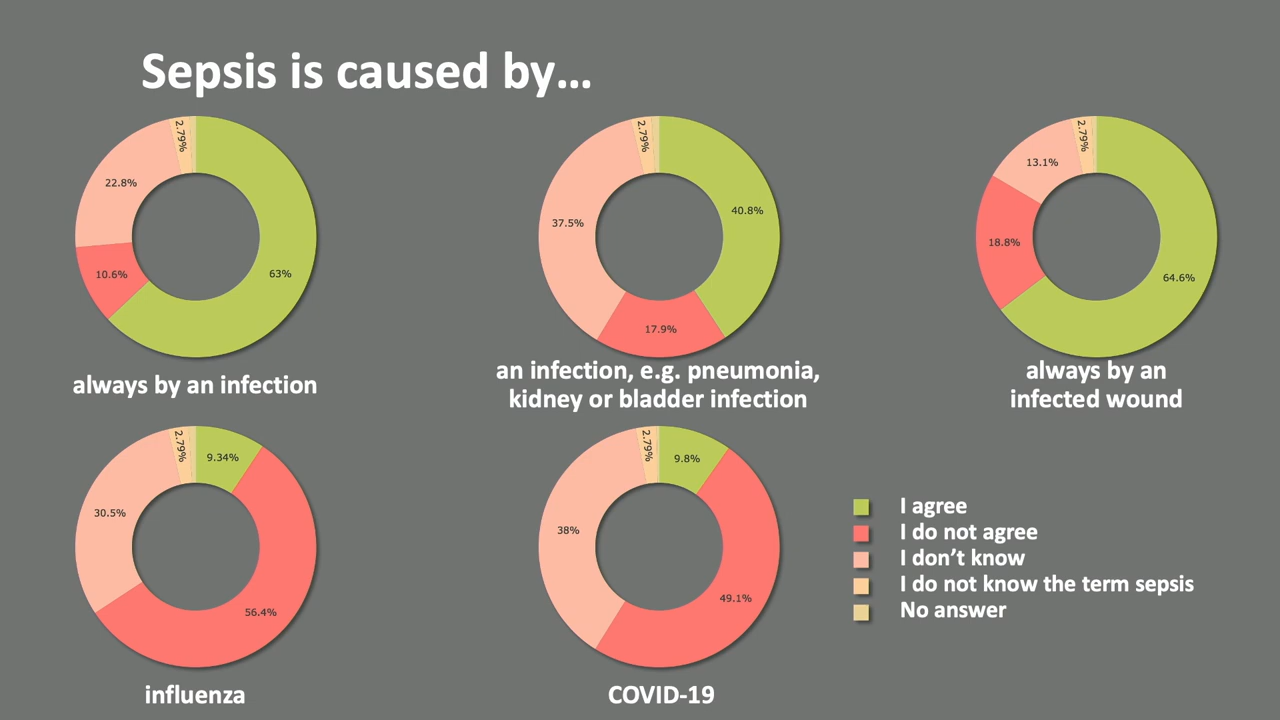 Sepsis is caused by...
2.79%
22.8%
10.6%
63%
always by an infection
2.79%
37.5%
40.8%
17.9%
an infection, e.g. pneumonia,
kidney or bladder infection
2.79%
13.1%
18.8%
64.6%
always by an
infected wound
2.79%
9.34%
30.5%
56.4%
influenza
2.79%
9.8%
38%
49.1%
COVID-19
I agree
I do not agree
I don’t know
I do not know the term sepsis
No answer